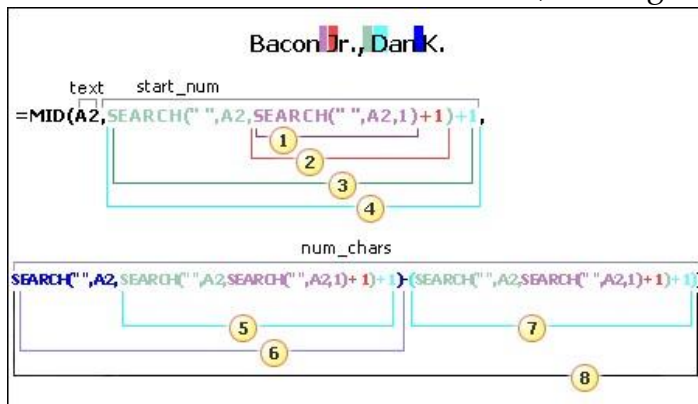 Bacon Jr., Dan K.
text start_num
=MID(A2,SEARCH(" ",A2,SEARCH(" ",A2,1)+1)+1,
1
2
3
4
num_chars
SEARCH(" ",A2,SEARCH(" ",A2,SEARCH(" ",A2,1)+1)+1)-(SEARCH(" ",A2,SEARCH(" ",A2,1)+1)+1)
5 7
6
8